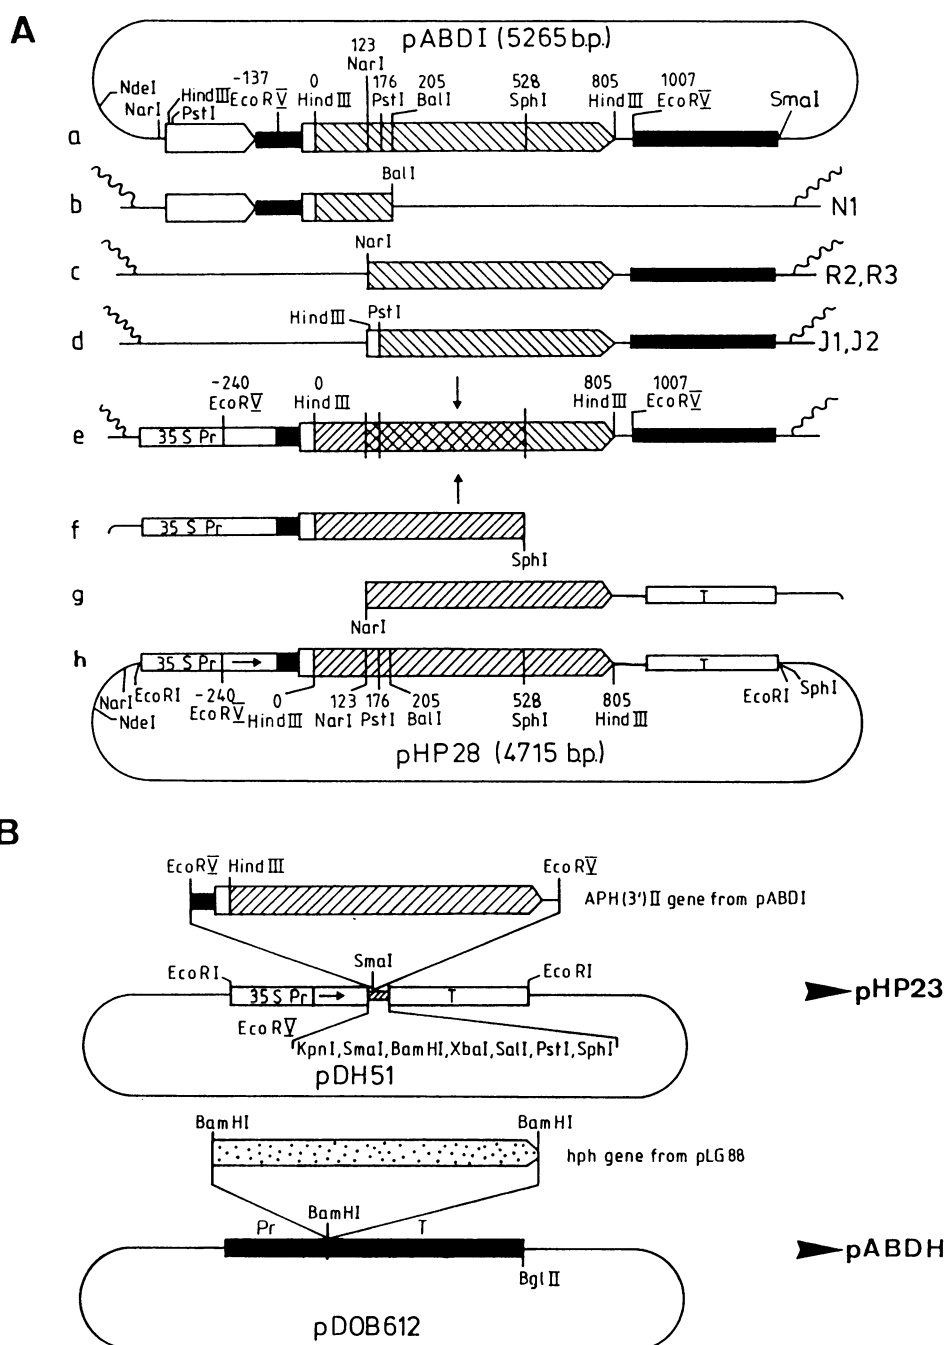 A
pABDI (5265 b.p.)
123
NarI
-137
EcoRV
0
HindIII
176
PstI
205
BalI
528
SphI
805
HindIII
1007
EcoRV
SmaI
NdeI
NarI
HindIII
PstI
a
BalI
b
N1
NarI
c
R2,R3
HindIII
PstI
d
J1,J2
-240
EcoRV
0
HindIII
805
HindIII
1007
EcoRV
e
35 S Pr
f
35 S Pr
SphI
g
T
NarI
h
35 S Pr
T
NarI
EcoRI
NdeI
-240
EcoRV
0
HindIII
123
NarI
176
PstI
205
BalI
528
SphI
805
HindIII
EcoRI
SphI
pHP28 (4715 b.p.)
B
EcoRV
HindIII
EcoRV
APH(3')II gene from pABDI
SmaI
EcoRI
EcoRI
35S Pr
T
pHP23
EcoRV
KpnI,SmaI,BamHI,XbaI,SalI,PstI,SphI
pDH51
BamHI
BamHI
hph gene from pLG88
BamHI
Pr
T
pABDH
BglII
pDOB612